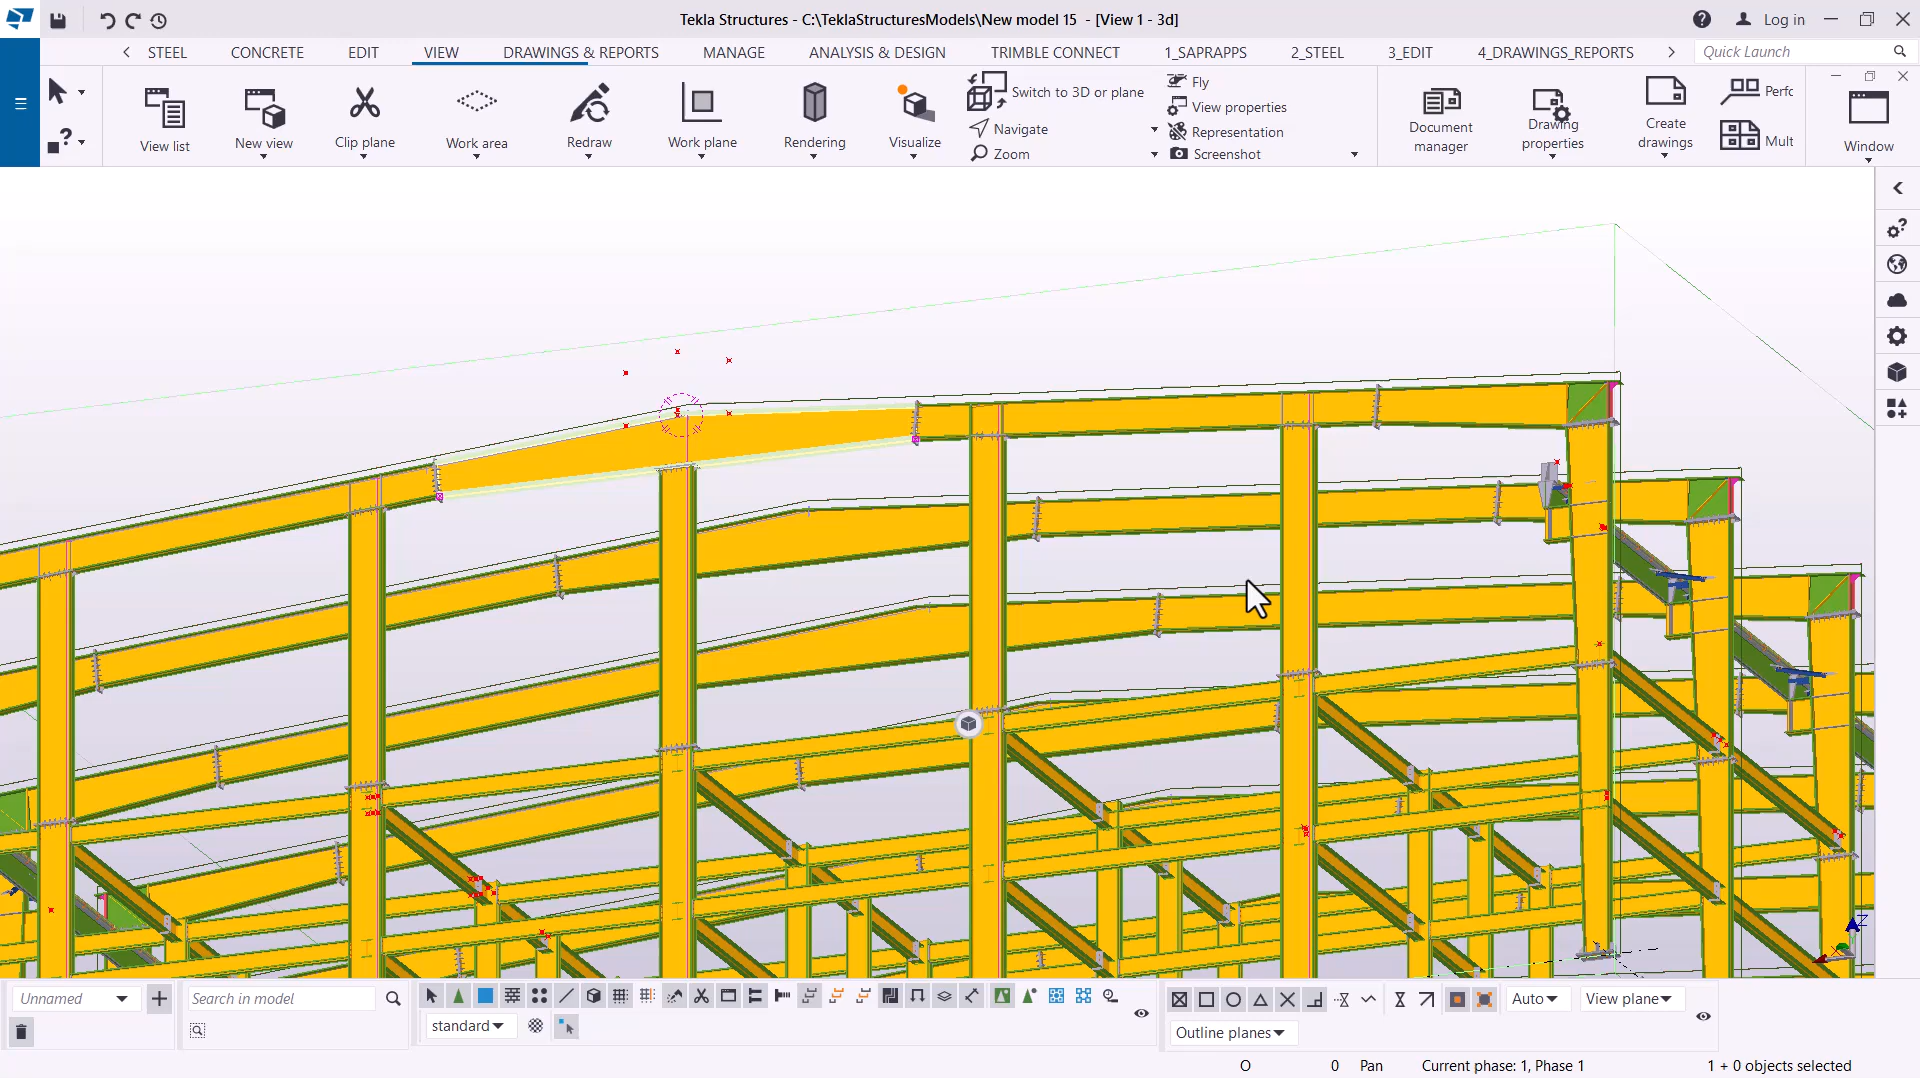 Tekla Structures - C:\TeklaStructuresModels\New model 15 - [View 1 - 3d]
Log in
STEEL CONCRETE EDIT VIEW DRAWINGS & REPORTS MANAGE ANALYSIS & DESIGN TRIMBLE CONNECT 1_SAPRAPPS 2_STEEL 3_EDIT 4_DRAWINGS_REPORTS Quick Launch
View list
New view
Clip plane
Work area
Redraw
Work plane
Rendering
Visualize
Switch to 3D or plane
Navigate
Zoom
Fly
View properties
Representation
Screenshot
Document
manager
Drawing
properties
Create
drawings
Perfc
Mult
Window
Z
Unnamed
Search in model
standard
Auto
View plane
Outline planes
O 0 Pan Current phase: 1, Phase 1 1 + 0 objects selected